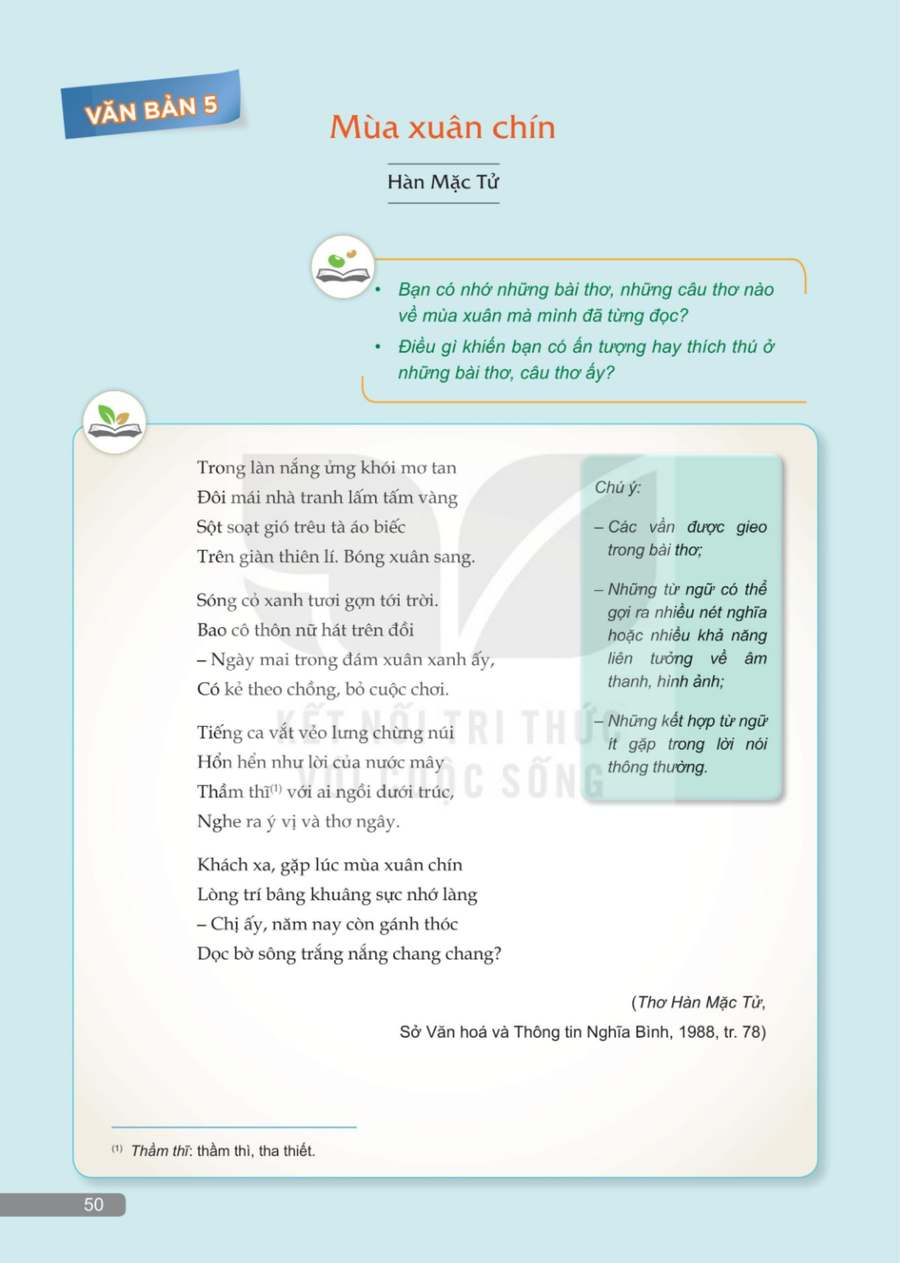 VĂN BẢN 5
Mùa xuân chín
Hàn Mặc Tử
• Bạn có nhớ những bài thơ, những câu thơ nào
về mùa xuân mà mình đã từng đọc?
• Điều gì khiến bạn có ấn tượng hay thích thú ở
những bài thơ, câu thơ ấy?
Trong làn nắng ửng khói mơ tan
Đôi mái nhà tranh lấm tấm vàng
Sột soạt gió trêu tà áo biếc
Trên giàn thiên lí. Bóng xuân sang.
Sóng cỏ xanh tươi gợn tới trời.
Bao cô thôn nữ hát trên đồi
– Ngày mai trong đám xuân xanh ấy,
Có kẻ theo chồng, bỏ cuộc chơi.
Tiếng ca vắt vẻo lưng chừng núi
Hổn hển như lời của nước mây
Thầm thĩ(1) với ai ngồi dưới trúc,
Nghe ra ý vị và thơ ngây.
Khách xa, gặp lúc mùa xuân chín
Lòng trí bâng khuâng sực nhớ làng
– Chị ấy, năm nay còn gánh thóc
Dọc bờ sông trắng nắng chang chang?
(Thơ Hàn Mặc Tử,
Sở Văn hoá và Thông tin Nghĩa Bình, 1988, tr. 78)
Chú ý:
– Các vần được gieo
trong bài thơ;
– Những từ ngữ có thể
gợi ra nhiều nét nghĩa
hoặc nhiều khả năng
liên tưởng về âm
thanh, hình ảnh;
– Những kết hợp từ ngữ
ít gặp trong lời nói
thông thường.
KẾT NỐI TRI THỨC
VỚI CUỘC SỐNG
(1) Thầm thĩ: thầm thì, tha thiết.
50